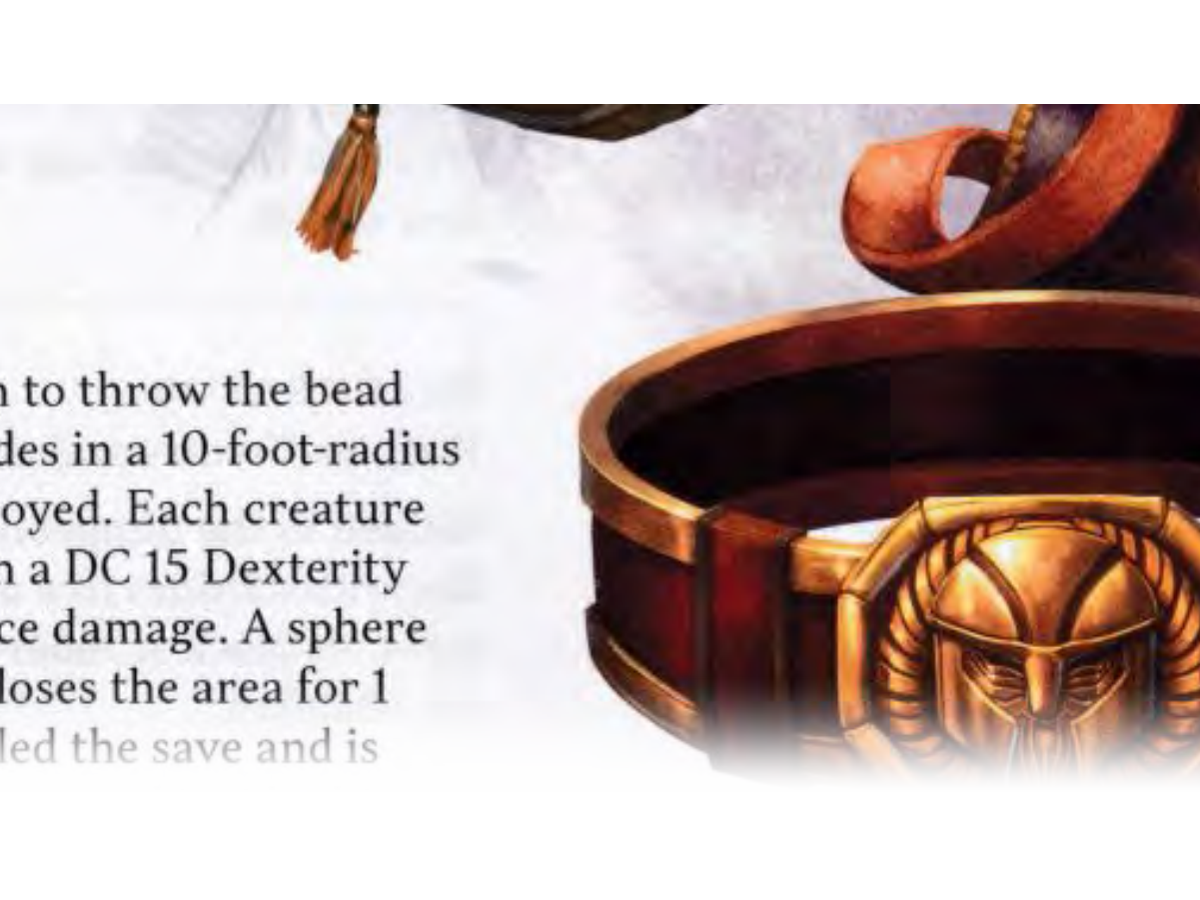 to throw the bead
des in a 10-foot-radius
oyed. Each creature
a DC 15 Dexterity
ce damage. A sphere
loses the area for 1
led the save and is